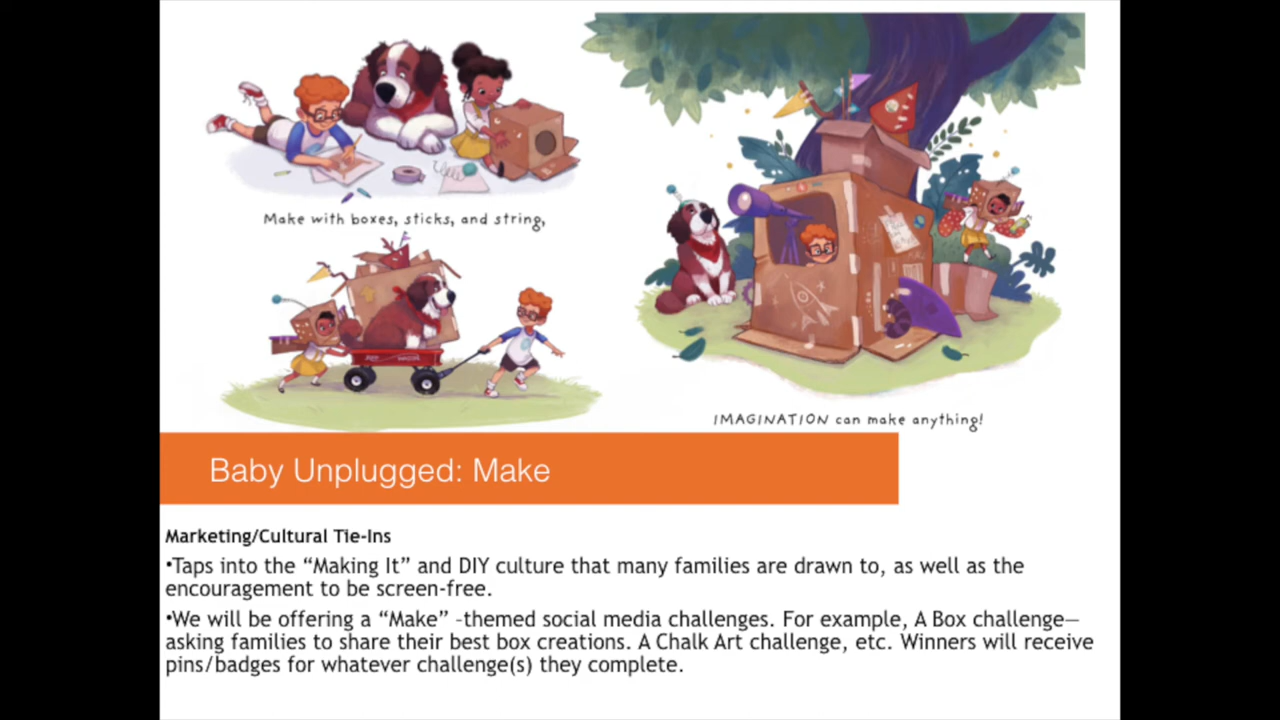 Make with boxes, sticks, and string,
IMAGINATION can make anything!
Baby Unplugged: Make
Marketing/Cultural Tie-Ins
•Taps into the “Making It” and DIY culture that many families are drawn to, as well as the
encouragement to be screen-free.
•We will be offering a “Make” -themed social media challenges. For example, A Box challenge—
asking families to share their best box creations. A Chalk Art challenge, etc. Winners will receive
pins/badges for whatever challenge(s) they complete.